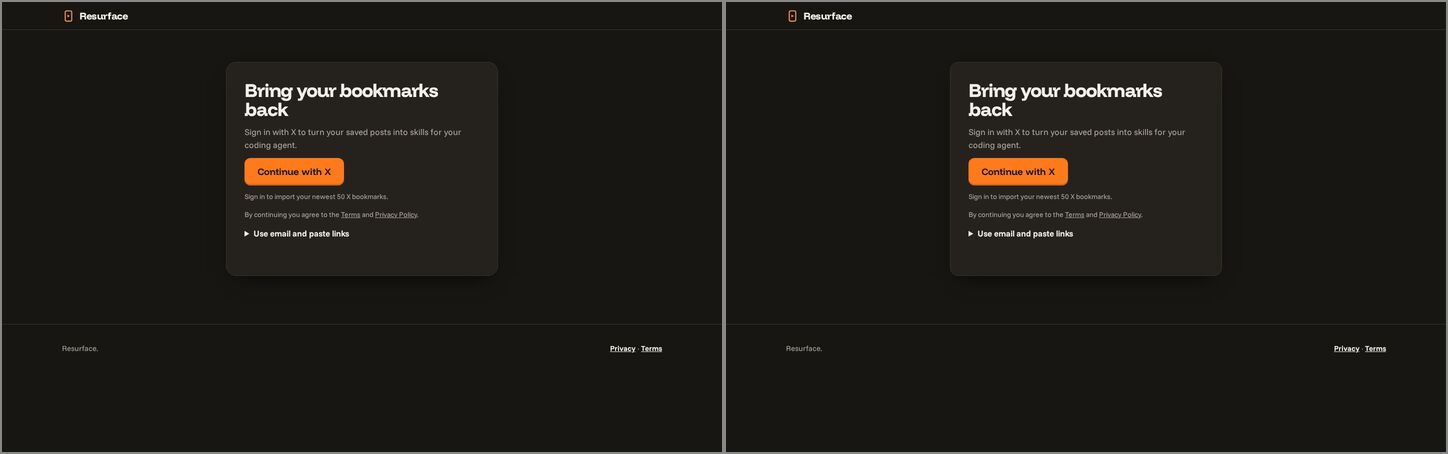 Resurface
Bring your bookmarks
back
Sign in with X to turn your saved posts into skills for your
coding agent.
Continue with X
Sign in to import your newest 50 X bookmarks.
By continuing you agree to the Terms and Privacy Policy.
Use email and paste links
Resurface.
Privacy · Terms
Resurface
Bring your bookmarks
back
Sign in with X to turn your saved posts into skills for your
coding agent.
Continue with X
Sign in to import your newest 50 X bookmarks.
By continuing you agree to the Terms and Privacy Policy.
Use email and paste links
Resurface.
Privacy · Terms